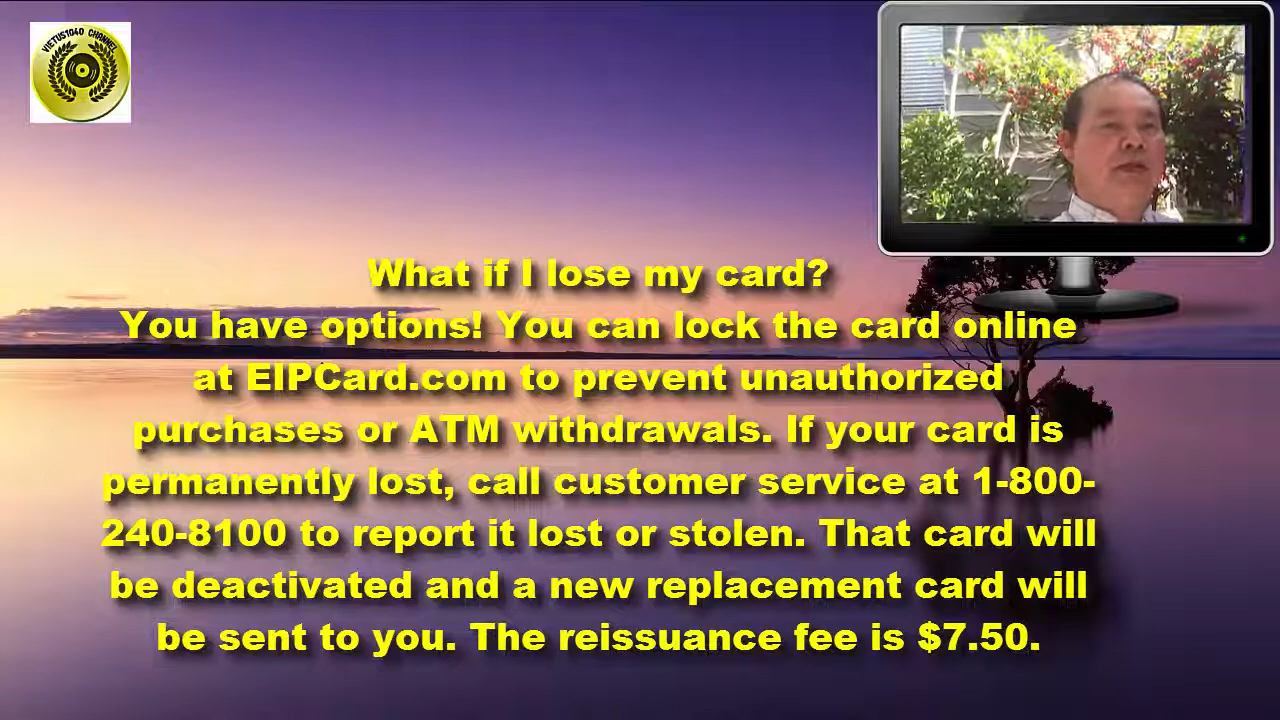 VIETUS1040 CHANNEL
What if I lose my card?
You have options! You can lock the card online
at EIPCard.com to prevent unauthorized
purchases or ATM withdrawals. If your card is
permanently lost, call customer service at 1-800-
240-8100 to report it lost or stolen. That card will
be deactivated and a new replacement card will
be sent to you. The reissuance fee is $7.50.